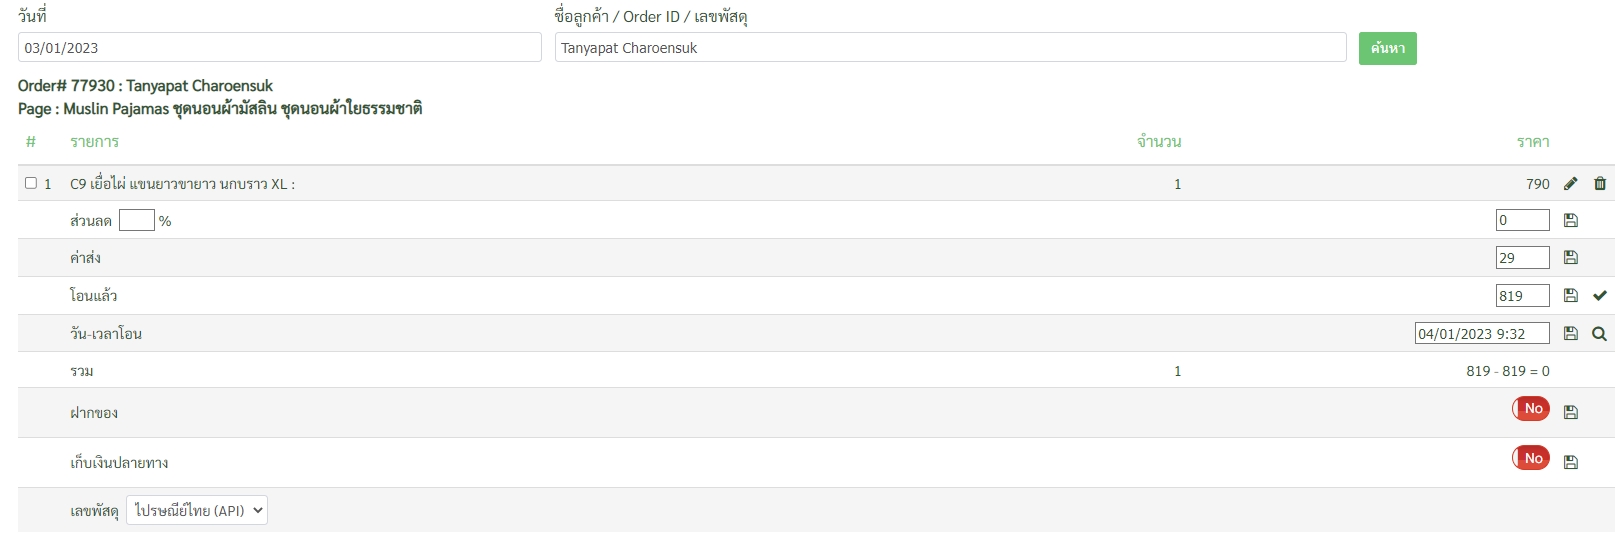 วันที่ ชื่อลูกค้า / Order ID / เลขพัสดุ
03/01/2023 Tanyapat Charoensuk ค้นหา
Order# 77930 : Tanyapat Charoensuk
Page : Muslin Pajamas ชุดนอนผ้ามัสลิน ชุดนอนผ้าใยธรรมชาติ
# รายการ จำนวน ราคา
1 C9 เยื่อไผ่ แขนยาวขายาว นกบราว XL : 1 790
ส่วนลด % 0
ค่าส่ง 29
โอนแล้ว 819
วัน-เวลาโอน 04/01/2023 9:32
รวม 1 819 - 819 = 0
ฝากของ No
เก็บเงินปลายทาง No
เลขพัสดุ ไปรษณีย์ไทย (API)